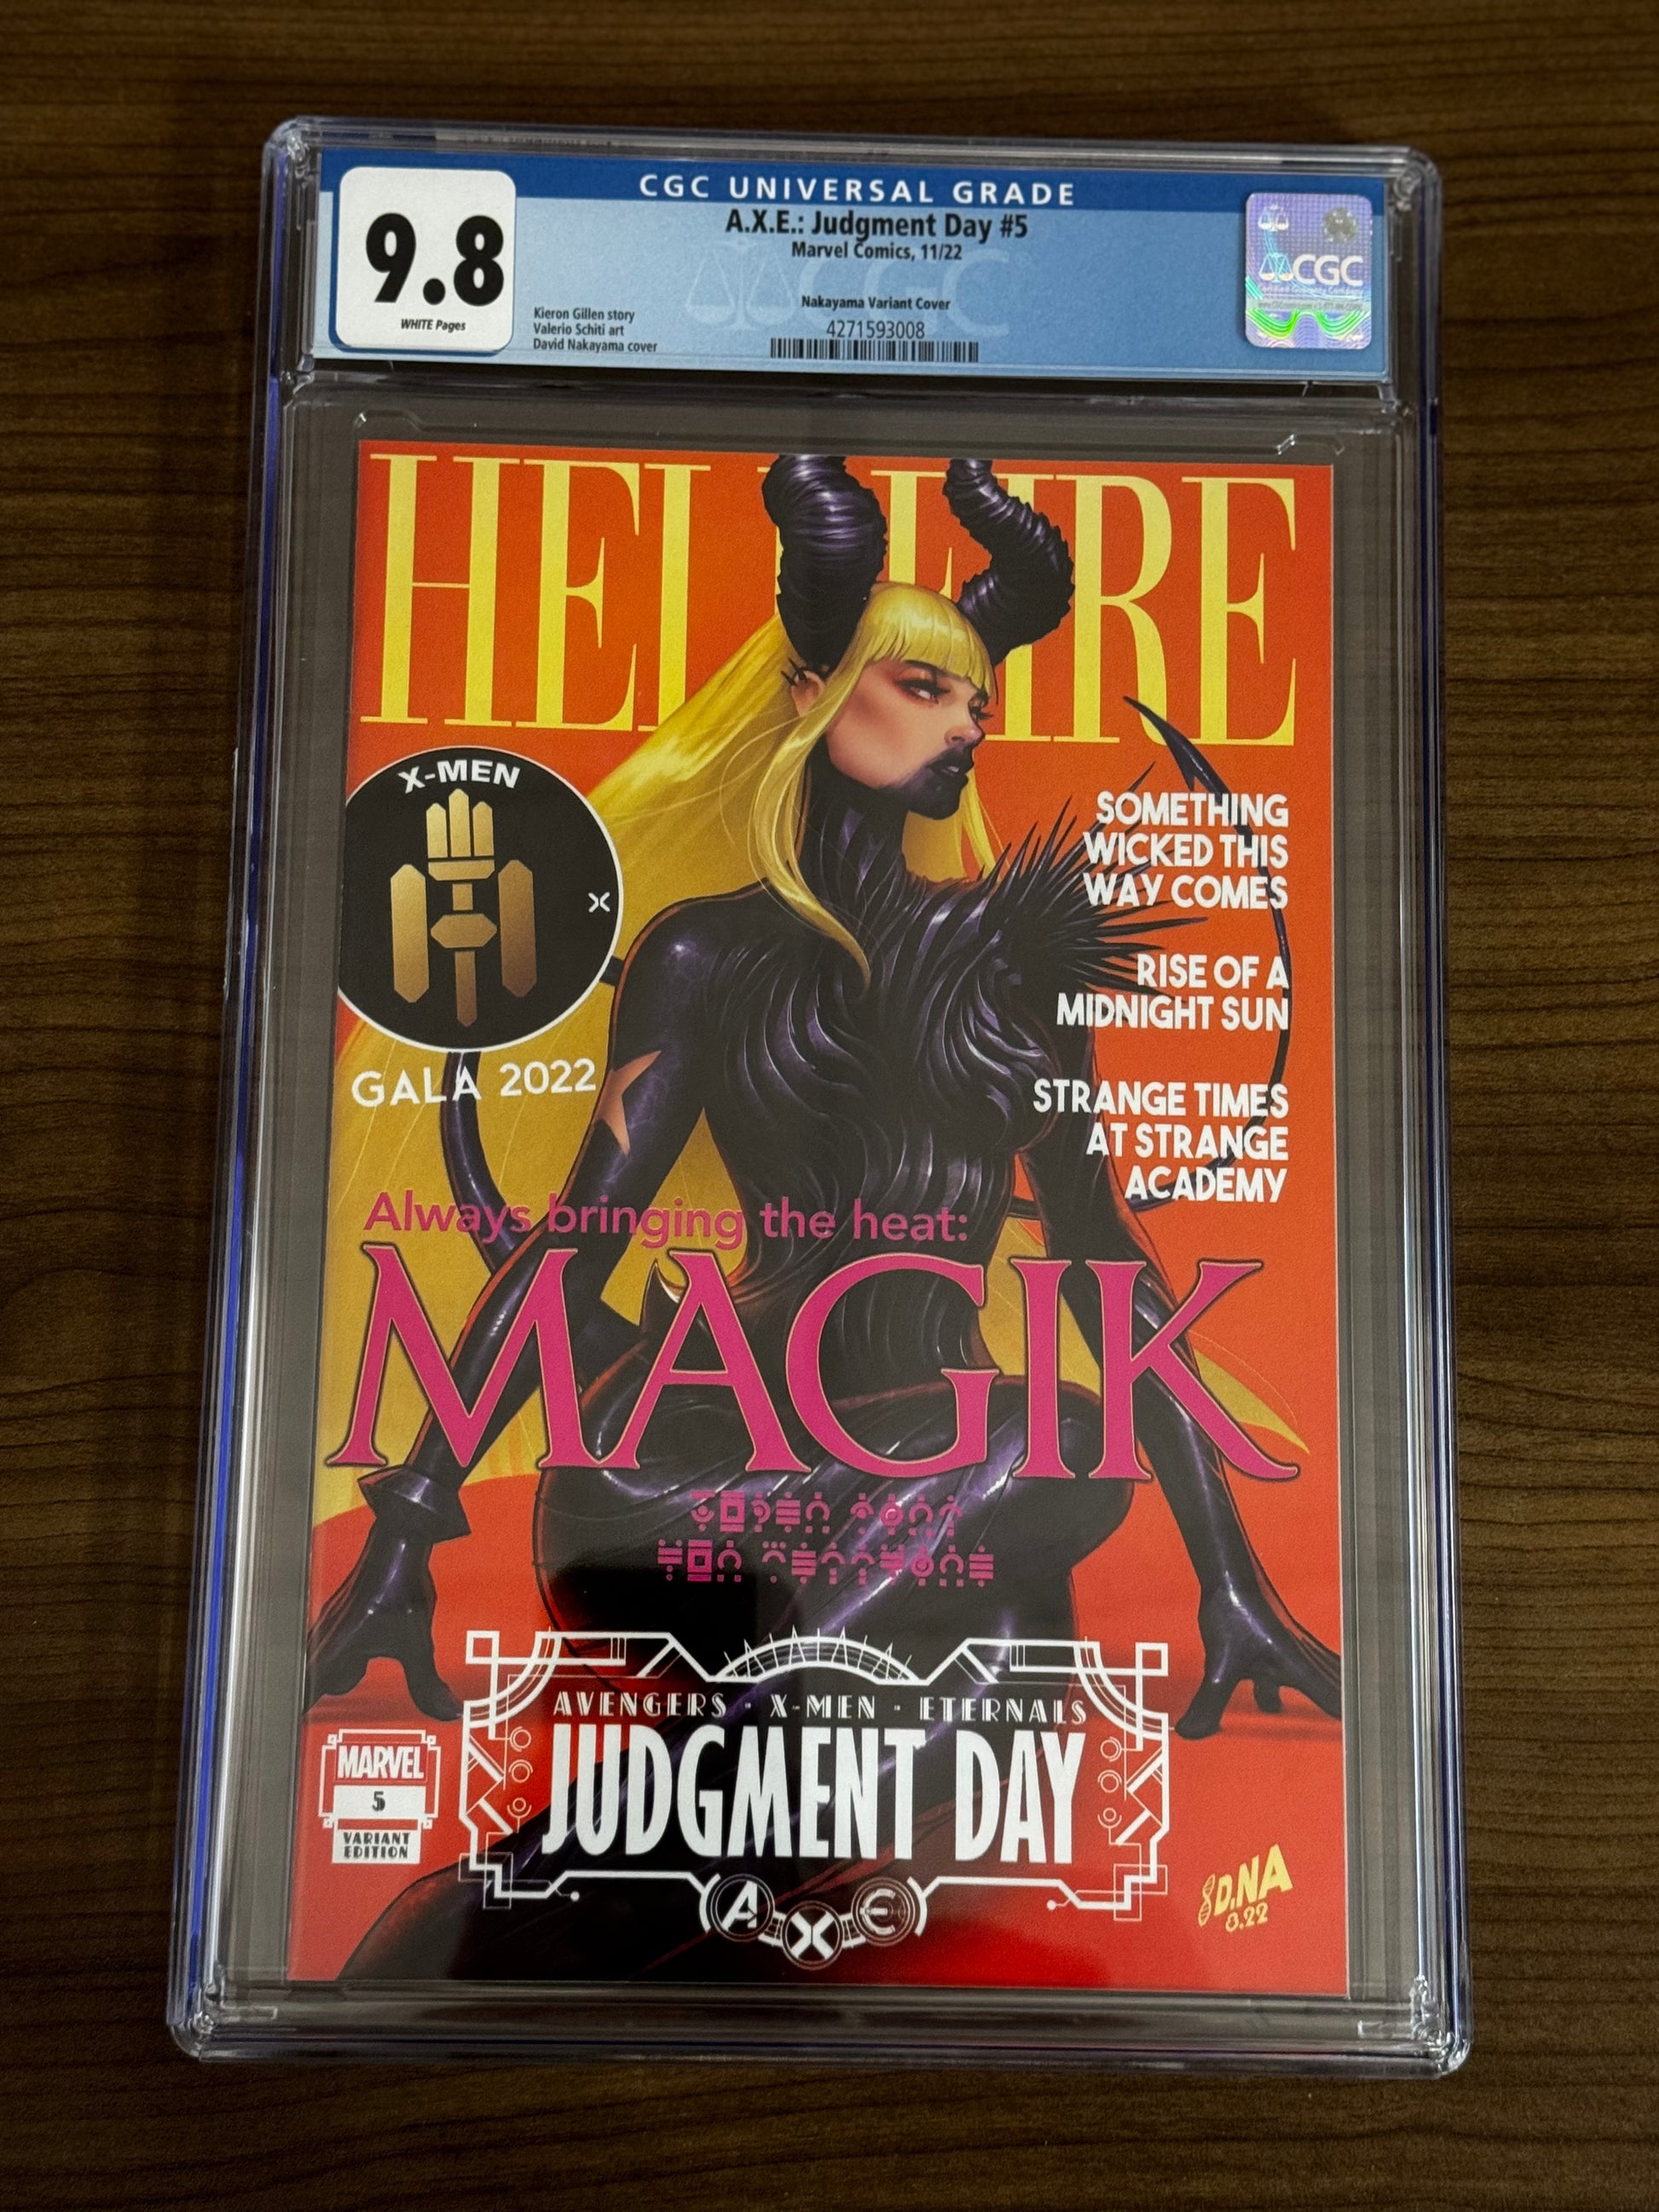 CGC UNIVERSAL GRADE
9.8
WHITE Pages
A.X.E.: Judgment Day #5
Marvel Comics, 11/22
Nakayama Variant Cover
4271593008
Kieron Gillen story
Valerio Schiti art
David Nakayama cover
CGC
HELLFIRE
X-MEN
GALA 2022
SOMETHING
WICKED THIS
WAY COMES
RISE OF A
MIDNIGHT SUN
STRANGE TIMES
AT STRANGE
ACADEMY
Always bringing the heat:
MAGIK
AVENGERS · X-MEN · ETERNALS
JUDGMENT DAY
AXE
MARVEL
5
VARIANT
EDITION
DNA
8.22